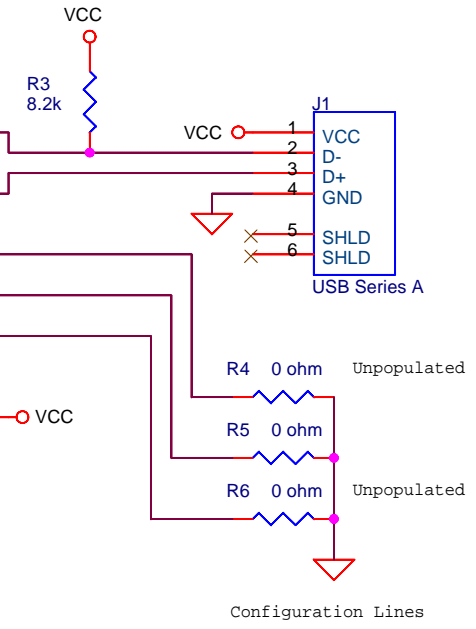 VCC
R3
8.2k
J1
VCC
1 VCC
2 D-
3 D+
4 GND
5 SHLD
6 SHLD
USB Series A
R4 0 ohm Unpopulated
VCC
R5 0 ohm
R6 0 ohm Unpopulated
Configuration Lines